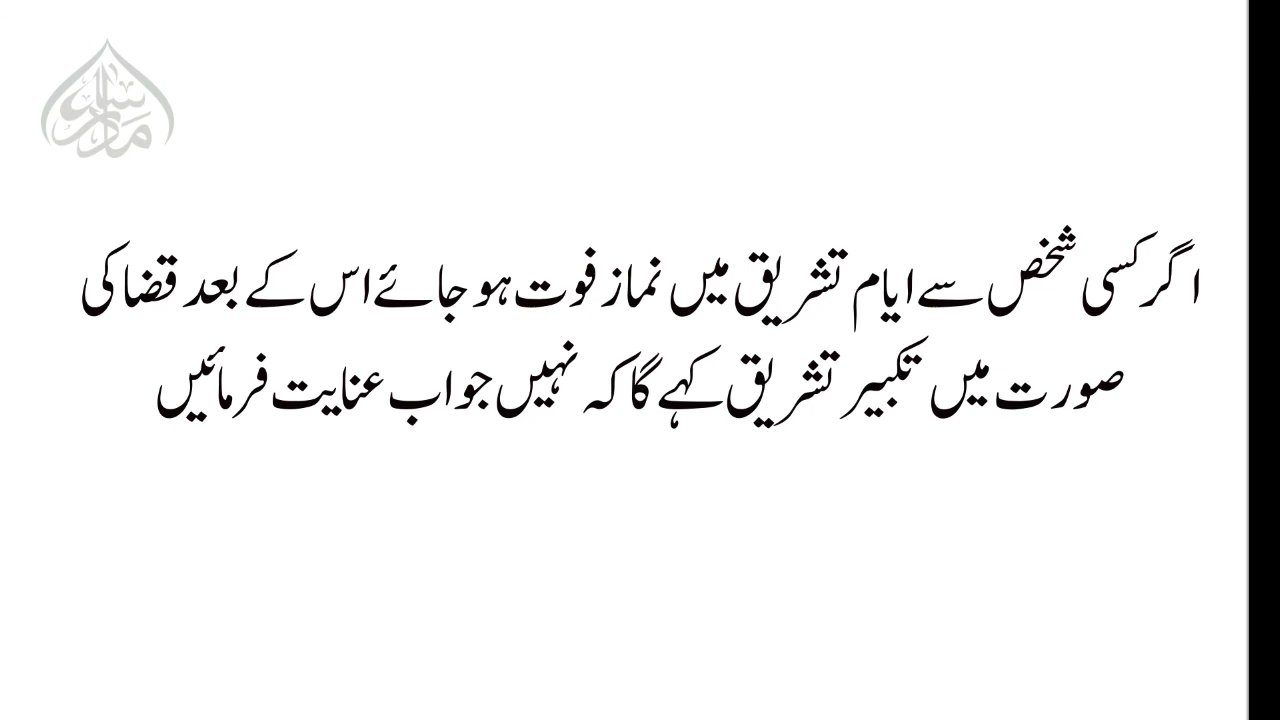 اگر کسی شخص سے ایام تشریق میں نماز فوت ہو جائے اس کے بعد قضا کی
صورت میں تکبیر تشریق کہے گا کہ نہیں جواب عنایت فرمائیں